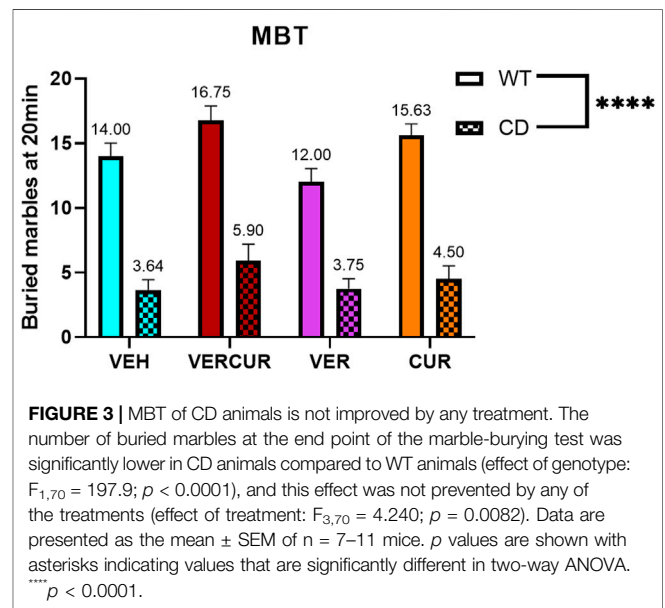 MBT
Buried marbles at 20min
20
15
10
5
0
14.00
3.64
16.75
5.90
12.00
3.75
15.63
4.50
WT
CD
****
VEH VERCUR VER CUR
FIGURE 3 | MBT of CD animals is not improved by any treatment. The
number of buried marbles at the end point of the marble-burying test was
significantly lower in CD animals compared to WT animals (effect of genotype:
F1,70 = 197.9; p < 0.0001), and this effect was not prevented by any of
the treatments (effect of treatment: F3,70 = 4.240; p = 0.0082). Data are
presented as the mean ± SEM of n = 7–11 mice. p values are shown with
asterisks indicating values that are significantly different in two-way ANOVA.
****p < 0.0001.